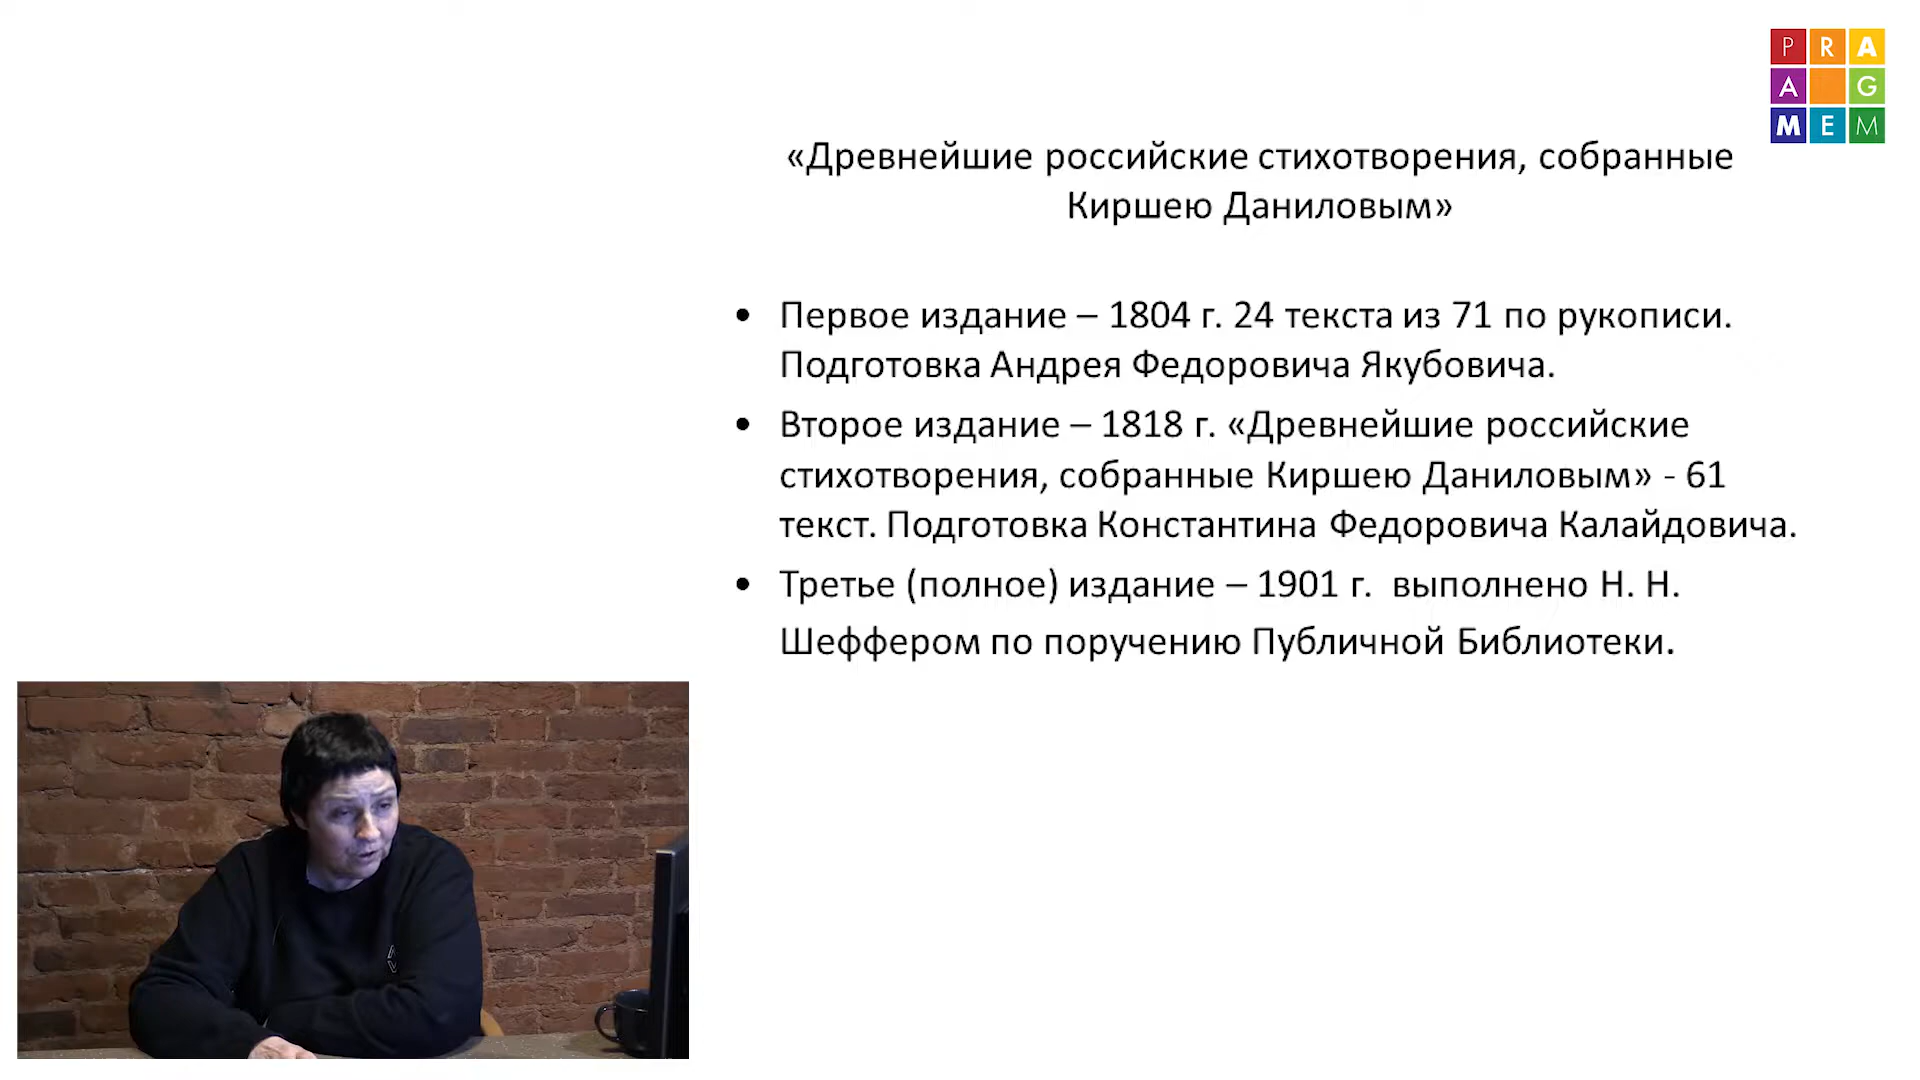 P R A
A G
M E M
«Древнейшие российские стихотворения, собранные
Киршею Даниловым»
• Первое издание – 1804 г. 24 текста из 71 по рукописи.
Подготовка Андрея Федоровича Якубовича.
• Второе издание – 1818 г. «Древнейшие российские
стихотворения, собранные Киршею Даниловым» - 61
текст. Подготовка Константина Федоровича Калайдовича.
• Третье (полное) издание – 1901 г. выполнено Н. Н.
Шеффером по поручению Публичной Библиотеки.